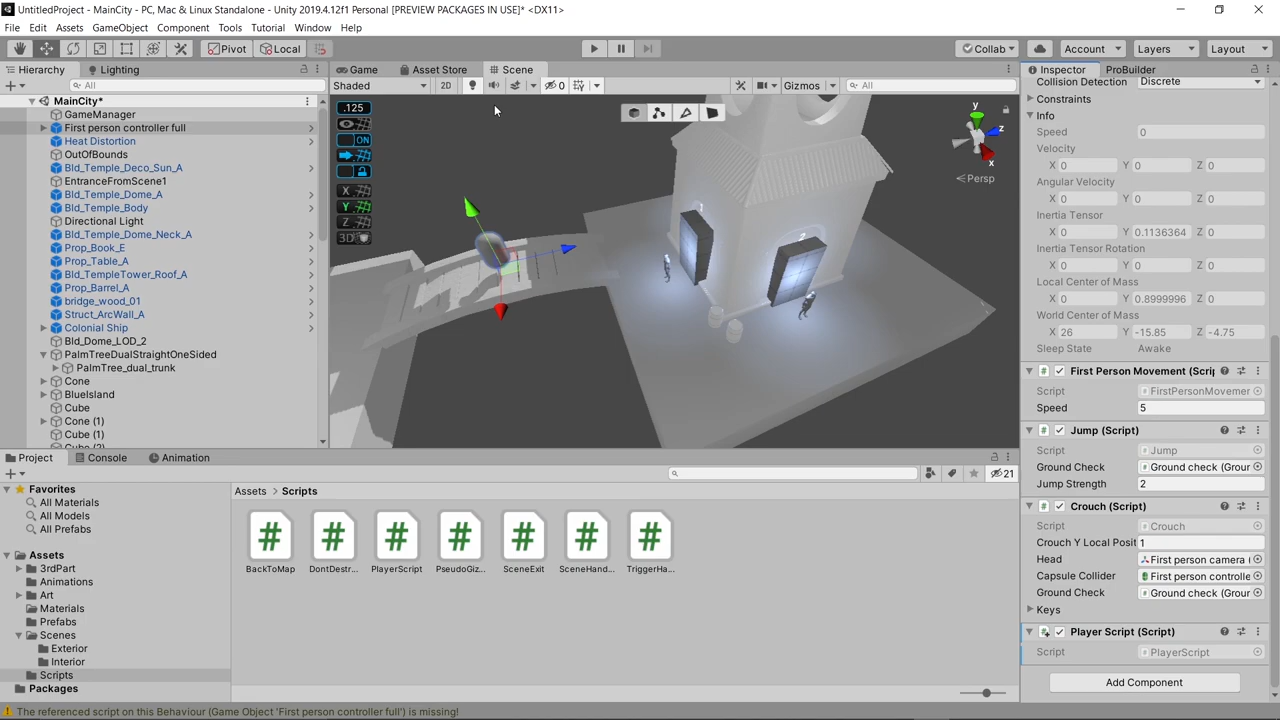 UntitledProject - MainCity - PC, Mac & Linux Standalone - Unity 2019.4.12f1 Personal [PREVIEW PACKAGES IN USE]* <DX11>
File Edit Assets GameObject Component Tools Tutorial Window Help
Pivot Local Collab Account Layers Layout
Hierarchy Lighting
All
MainCity*
GameManager
First person controller full
Heat Distortion
OutOfBounds
Bld_Temple_Deco_Sun_A
EntranceFromScene1
Bld_Temple_Dome_A
Bld_Temple_Body
Directional Light
Bld_Temple_Dome_Neck_A
Prop_Book_E
Prop_Table_A
Bld_TempleTower_Roof_A
Prop_Barrel_A
bridge_wood_01
Struct_ArcWall_A
Colonial Ship
Bld_Dome_LOD_2
PalmTreeDualStraightOneSided
PalmTree_dual_trunk
Cone
BlueIsland
Cube
Cone (1)
Cube (1)
Cube (2)
Game Asset Store Scene
Shaded 2D 0 Gizmos All
.125
ON
X
Y
Z
3D
y
z
x
Persp
1
2
Inspector ProBuilder
Collision Detection Discrete
Constraints
Info
Speed 0
Velocity
X 0 Y 0 Z 0
Angular Velocity
X 0 Y 0 Z 0
Inertia Tensor
X 0 Y 0.1136364 Z 0
Inertia Tensor Rotation
X 0 Y 0 Z 0
Local Center of Mass
X 0 Y 0.8999996 Z 0
World Center of Mass
X 26 Y -15.85 Z -4.75
Sleep State Awake
First Person Movement (Scrip
Script FirstPersonMovemer
Speed 5
Jump (Script)
Script Jump
Ground Check Ground check (Grour
Jump Strength 2
Crouch (Script)
Script Crouch
Crouch Y Local Posit 1
Head First person camera (
Capsule Collider First person controlle
Ground Check Ground check (Grour
Keys
Player Script (Script)
Script PlayerScript
Add Component
Project Console Animation
21
Favorites
All Materials
All Models
All Prefabs
Assets
3rdPart
Animations
Art
Materials
Prefabs
Scenes
Exterior
Interior
Scripts
Packages
Assets > Scripts
BackToMap DontDestr... PlayerScript PseudoGiz... SceneExit SceneHand... TriggerHa...
The referenced script on this Behaviour (Game Object 'First person controller full') is missing!